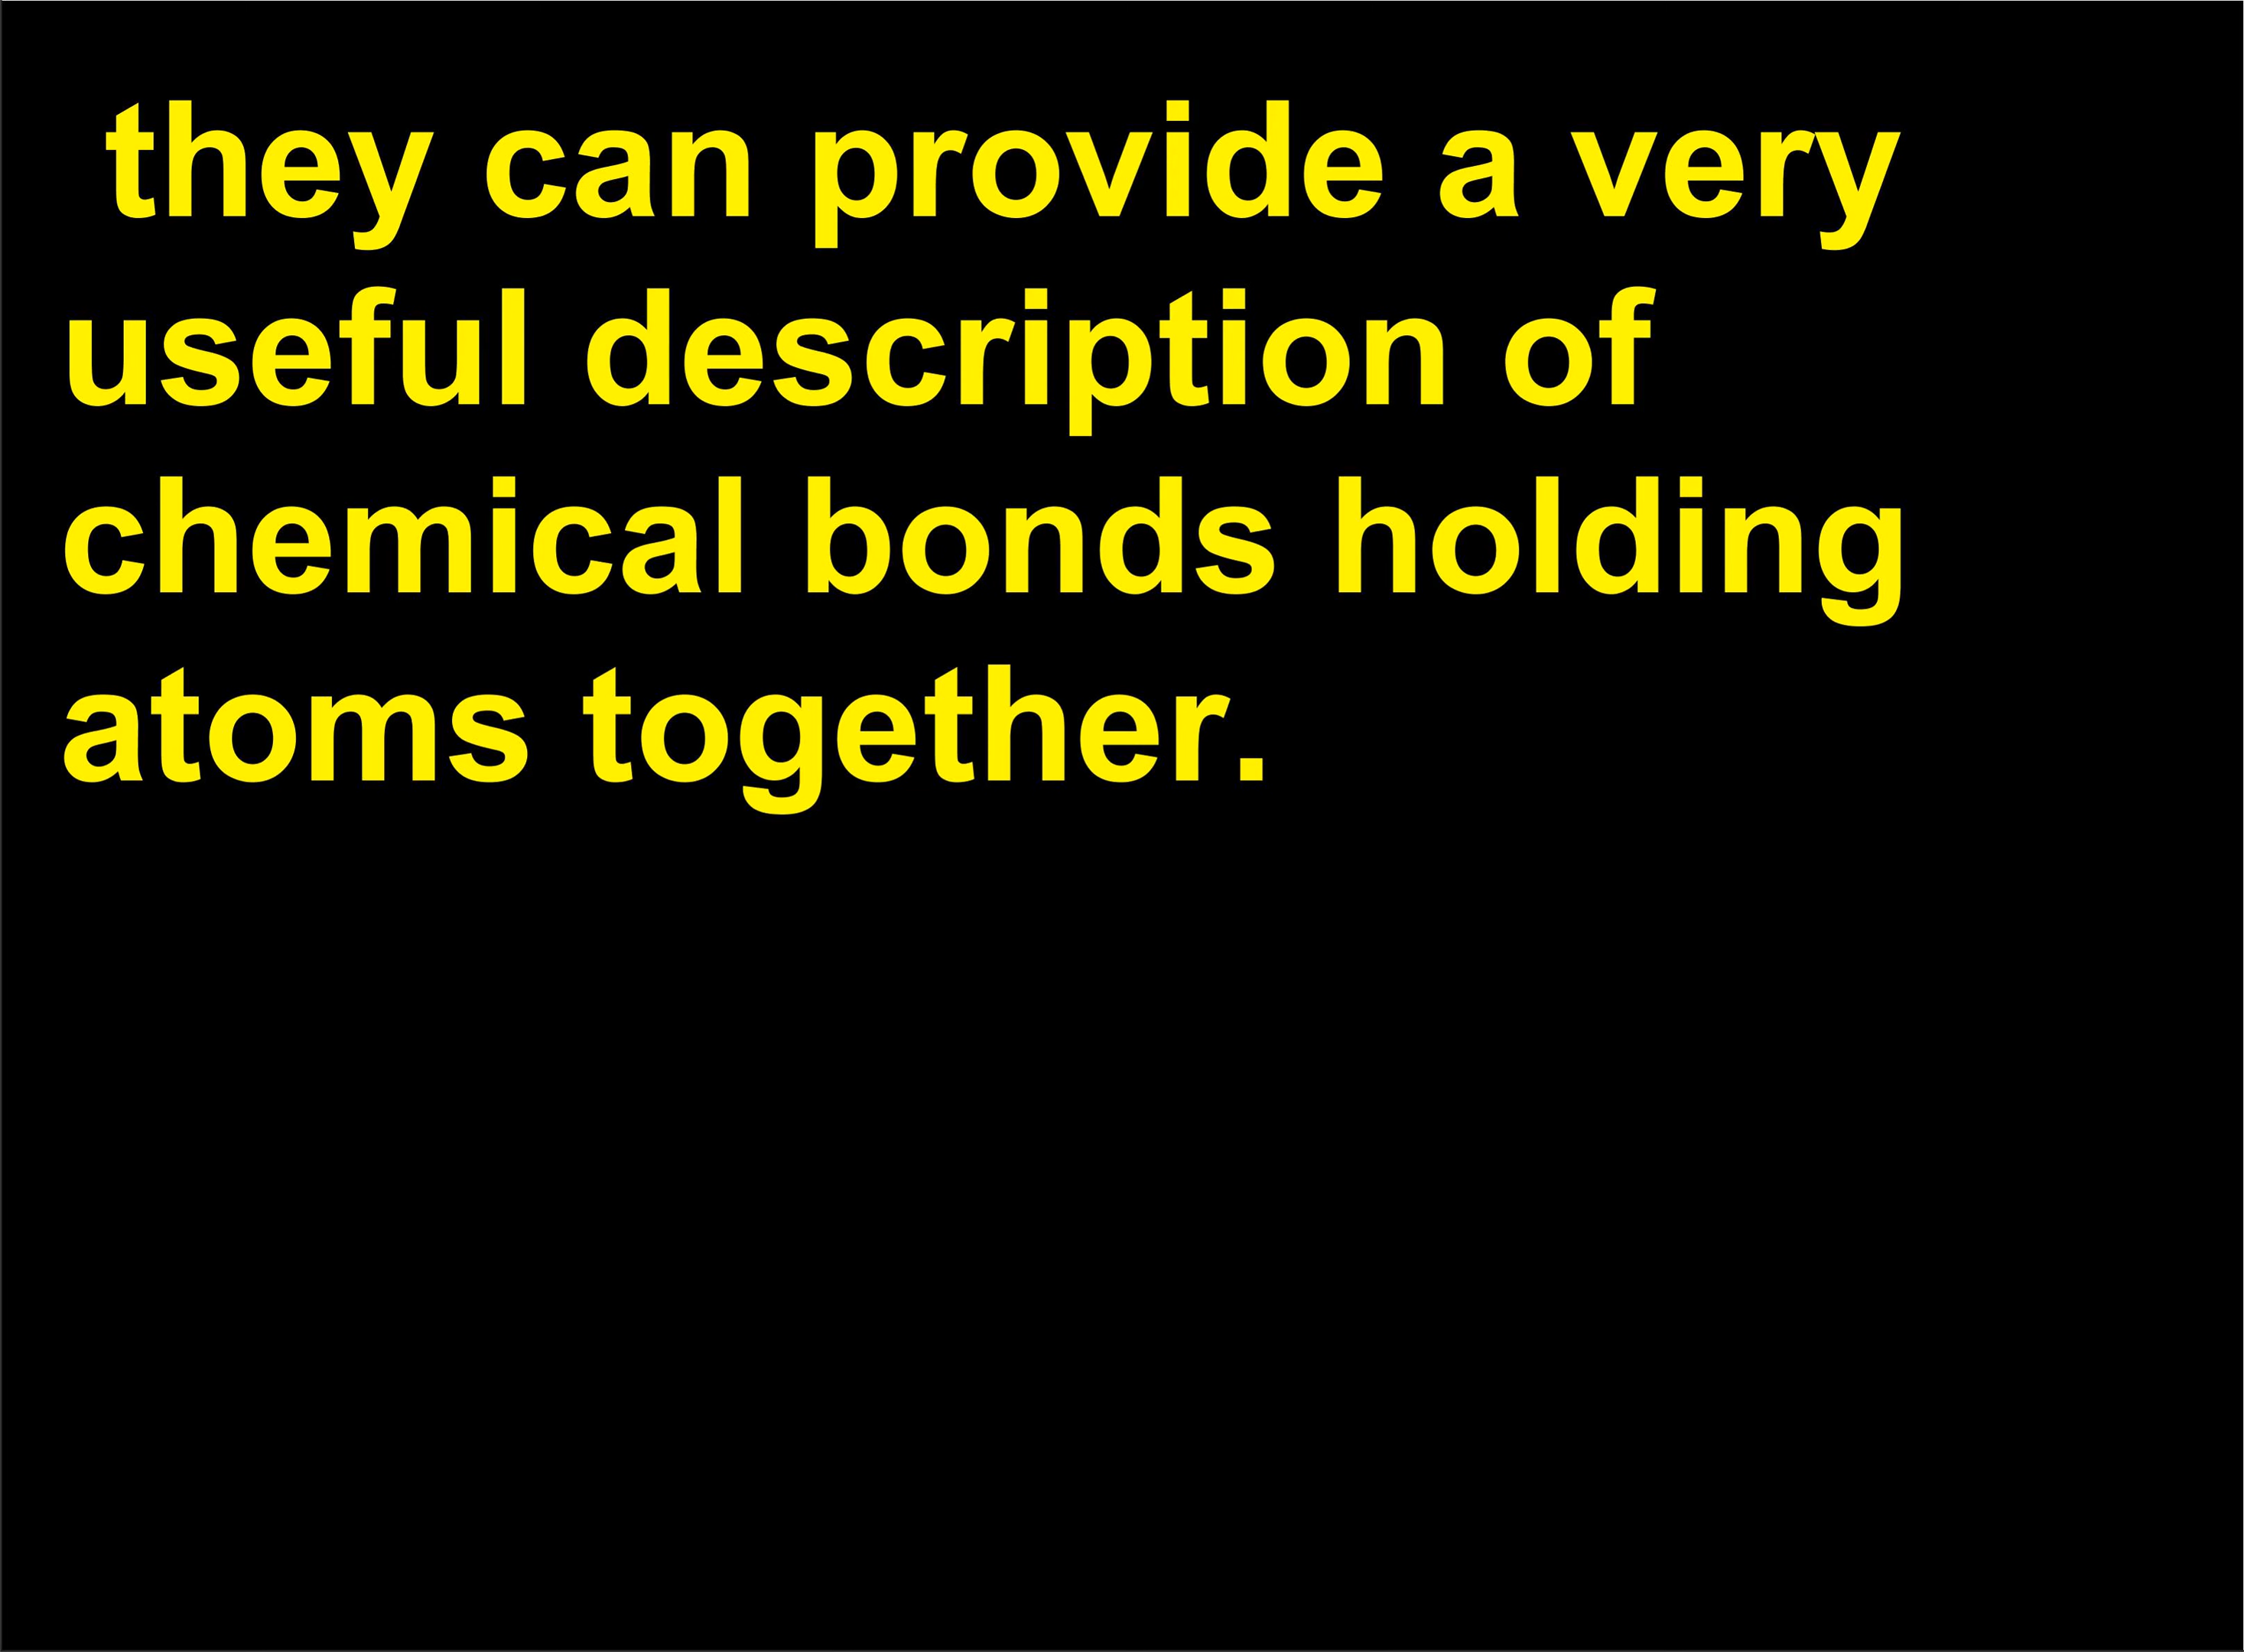 they can provide a very
useful description of
chemical bonds holding
atoms together.